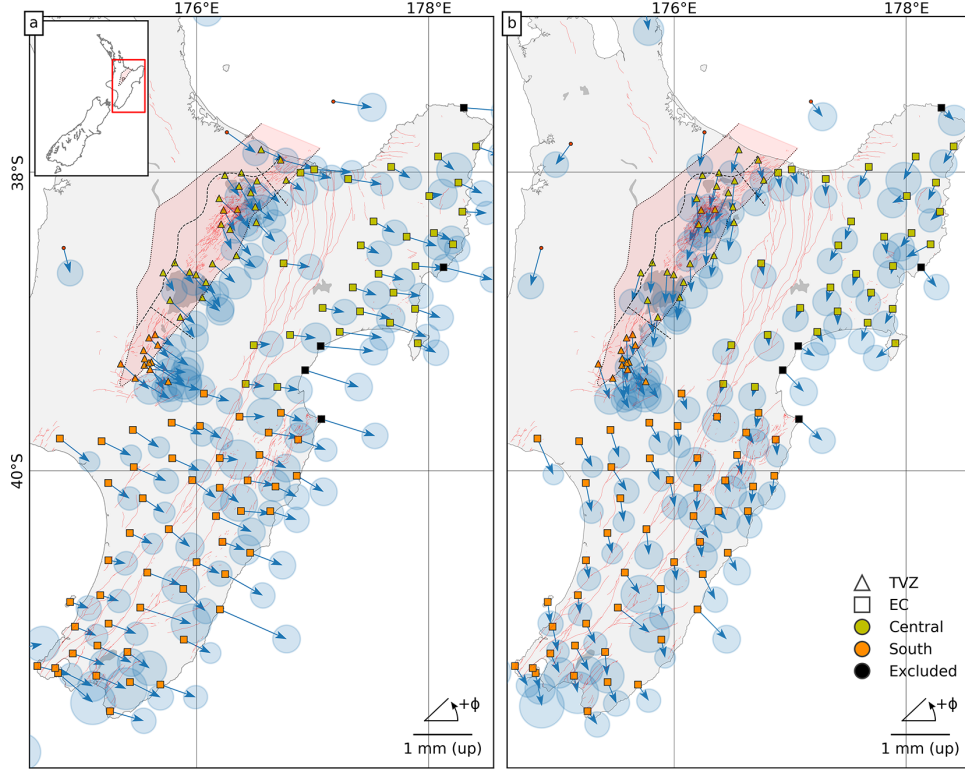 176°E 178°E 176°E 178°E
a b
38°S
40°S
TVZ
EC
Central
South
Excluded
+ϕ +ϕ
1 mm (up) 1 mm (up)